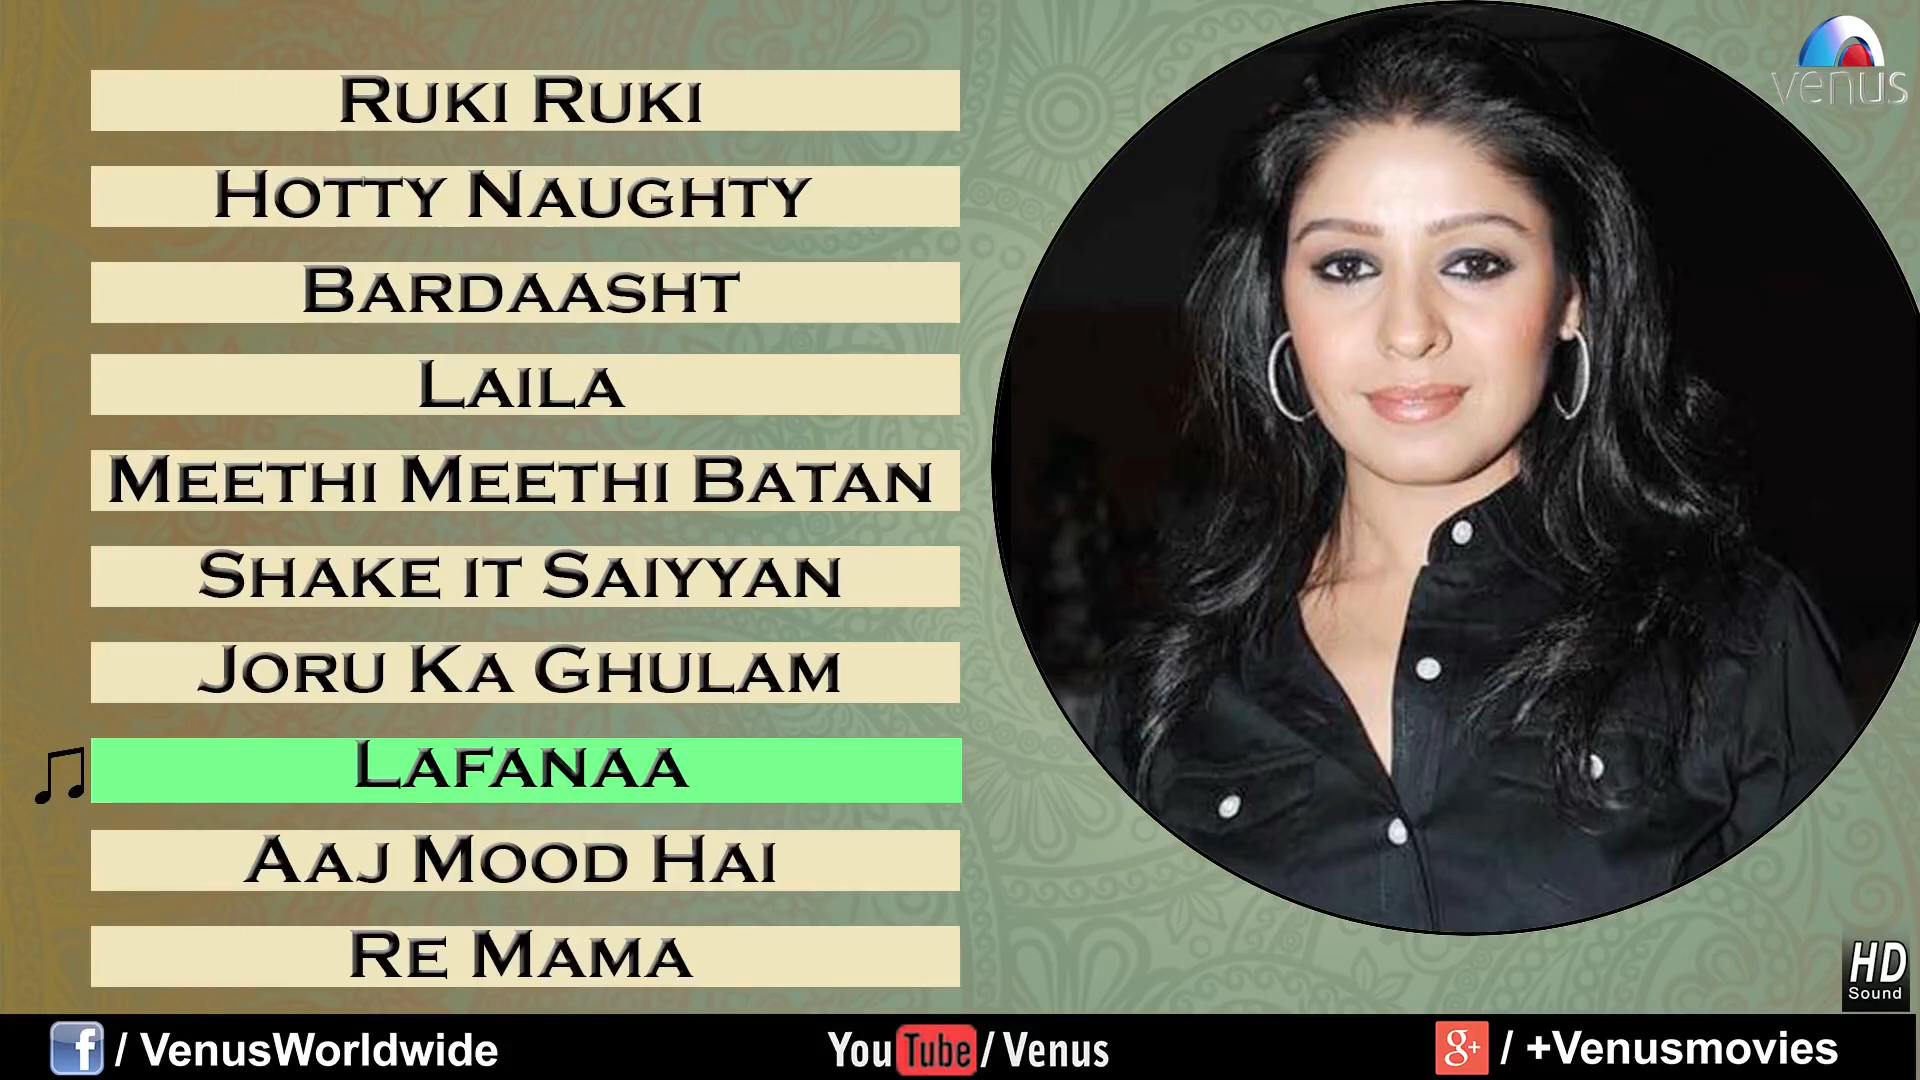 venus
Ruki Ruki
Hotty Naughty
Bardaasht
Laila
Meethi Meethi Batan
Shake it Saiyyan
Joru Ka Ghulam
Lafanaa
Aaj Mood Hai
Re Mama
HD
Sound
f / VenusWorldwide
YouTube / Venus
g+ / +Venusmovies